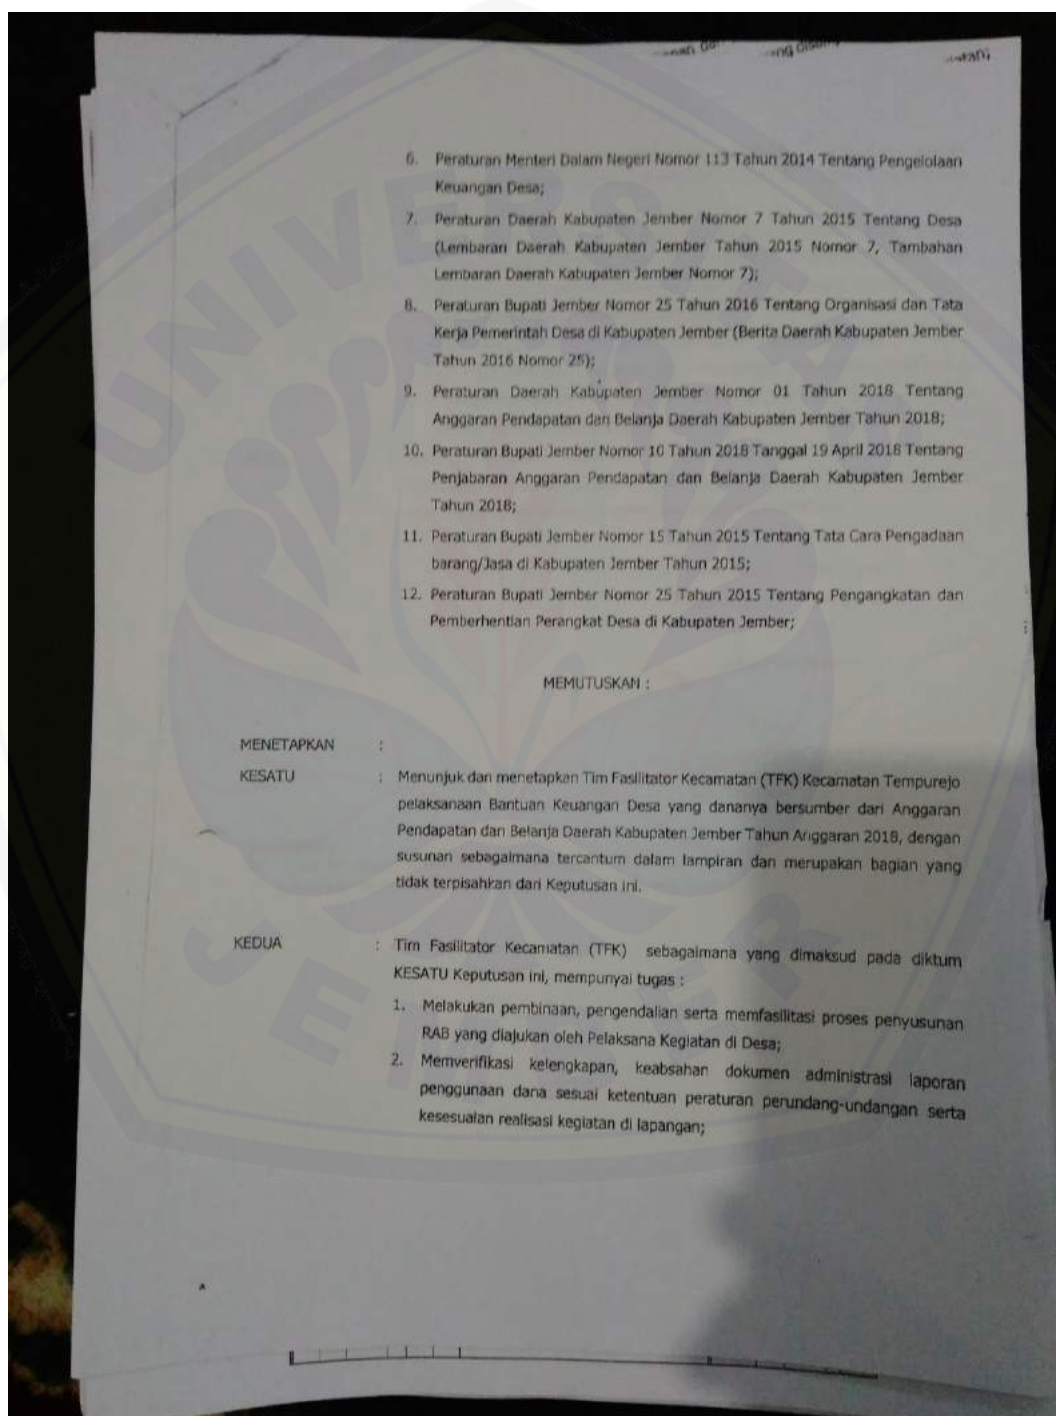 UNIVERSITAS
JEMBER
6. Peraturan Menteri Dalam Negeri Nomor 113 Tahun 2014 Tentang Pengelolaan
Keuangan Desa;
7. Peraturan Daerah Kabupaten Jember Nomor 7 Tahun 2015 Tentang Desa
(Lembaran Daerah Kabupaten Jember Tahun 2015 Nomor 7, Tambahan
Lembaran Daerah Kabupaten Jember Nomor 7);
8. Peraturan Bupati Jember Nomor 25 Tahun 2016 Tentang Organisasi dan Tata
Kerja Pemerintah Desa di Kabupaten Jember (Berita Daerah Kabupaten Jember
Tahun 2016 Nomor 25);
9. Peraturan Daerah Kabupaten Jember Nomor 01 Tahun 2018 Tentang
Anggaran Pendapatan dan Belanja Daerah Kabupaten Jember Tahun 2018;
10. Peraturan Bupati Jember Nomor 10 Tahun 2018 Tanggal 19 April 2018 Tentang
Penjabaran Anggaran Pendapatan dan Belanja Daerah Kabupaten Jember
Tahun 2018;
11. Peraturan Bupati Jember Nomor 15 Tahun 2015 Tentang Tata Cara Pengadaan
barang/Jasa di Kabupaten Jember Tahun 2015;
12. Peraturan Bupati Jember Nomor 25 Tahun 2015 Tentang Pengangkatan dan
Pemberhentian Perangkat Desa di Kabupaten Jember;
MEMUTUSKAN :
MENETAPKAN :
KESATU : Menunjuk dan menetapkan Tim Fasilitator Kecamatan (TFK) Kecamatan Tempurejo
pelaksanaan Bantuan Keuangan Desa yang dananya bersumber dari Anggaran
Pendapatan dan Belanja Daerah Kabupaten Jember Tahun Anggaran 2018, dengan
susunan sebagaimana tercantum dalam lampiran dan merupakan bagian yang
tidak terpisahkan dari Keputusan ini.
KEDUA : Tim Fasilitator Kecamatan (TFK) sebagaimana yang dimaksud pada diktum
KESATU Keputusan ini, mempunyai tugas :
1. Melakukan pembinaan, pengendalian serta memfasilitasi proses penyusunan
RAB yang diajukan oleh Pelaksana Kegiatan di Desa;
2. Memverifikasi kelengkapan, keabsahan dokumen administrasi laporan
penggunaan dana sesuai ketentuan peraturan perundang-undangan serta
kesesuaian realisasi kegiatan di lapangan;